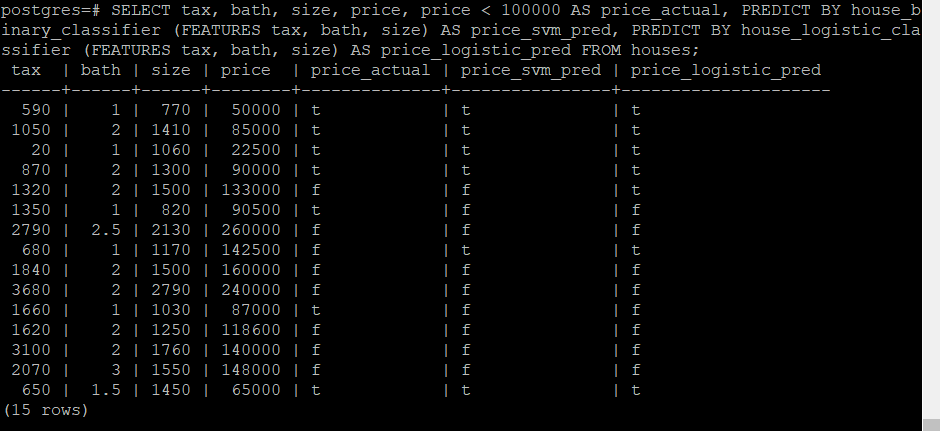 postgres=# SELECT tax, bath, size, price, price < 100000 AS price_actual, PREDICT BY house_b
inary_classifier (FEATURES tax, bath, size) AS price_svm_pred, PREDICT BY house_logistic_cla
ssifier (FEATURES tax, bath, size) AS price_logistic_pred FROM houses;
 tax  | bath | size | price  | price_actual | price_svm_pred | price_logistic_pred
------+------+------+--------+--------------+----------------+---------------------
  590 |    1 |  770 |  50000 | t            | t              | t
 1050 |    2 | 1410 |  85000 | t            | t              | t
   20 |    1 | 1060 |  22500 | t            | t              | t
  870 |    2 | 1300 |  90000 | t            | t              | t
 1320 |    2 | 1500 | 133000 | f            | f              | t
 1350 |    1 |  820 |  90500 | t            | f              | f
 2790 |  2.5 | 2130 | 260000 | f            | f              | f
  680 |    1 | 1170 | 142500 | f            | t              | t
 1840 |    2 | 1500 | 160000 | f            | f              | f
 3680 |    2 | 2790 | 240000 | f            | f              | f
 1660 |    1 | 1030 |  87000 | t            | f              | f
 1620 |    2 | 1250 | 118600 | f            | f              | f
 3100 |    2 | 1760 | 140000 | f            | f              | f
 2070 |    3 | 1550 | 148000 | f            | f              | f
  650 |  1.5 | 1450 |  65000 | t            | t              | t
(15 rows)